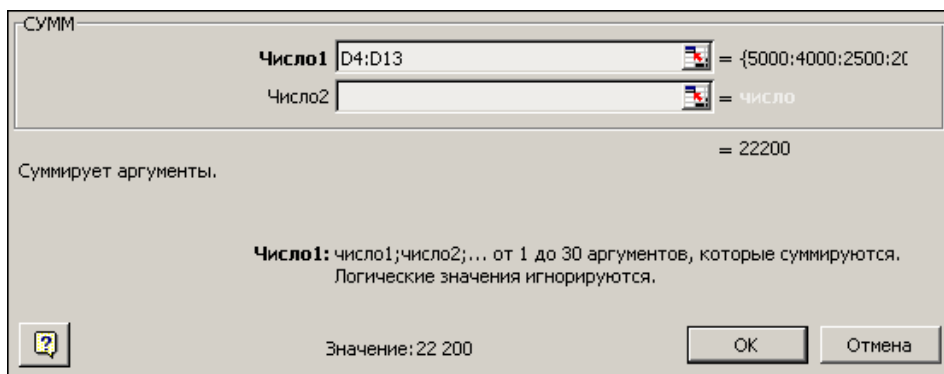 СУММ
Число1 D4:D13 = {5000:4000:2500:20
Число2 = число
= 22200
Суммирует аргументы.
Число1: число1;число2;... от 1 до 30 аргументов, которые суммируются.
Логические значения игнорируются.
Значение:22 200 OK Отмена